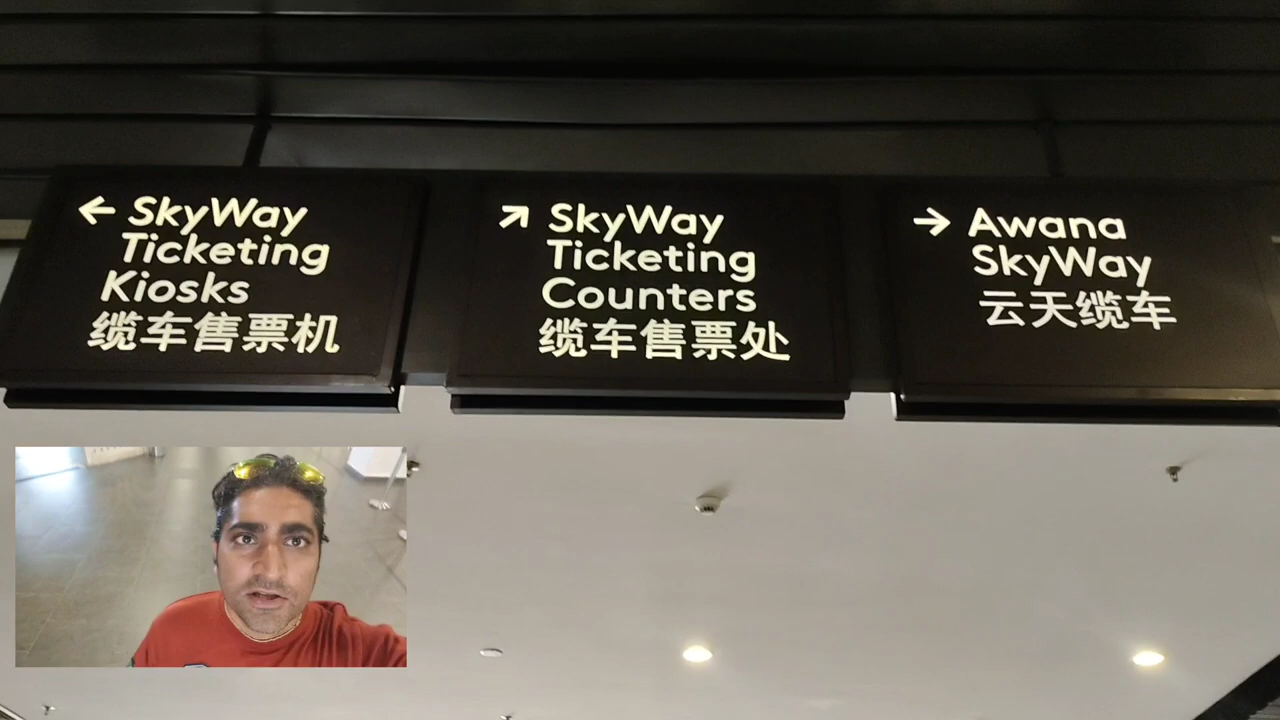 ← SkyWay
Ticketing
Kiosks
缆车售票机
↗ SkyWay
Ticketing
Counters
缆车售票处
→ Awana
SkyWay
云天缆车